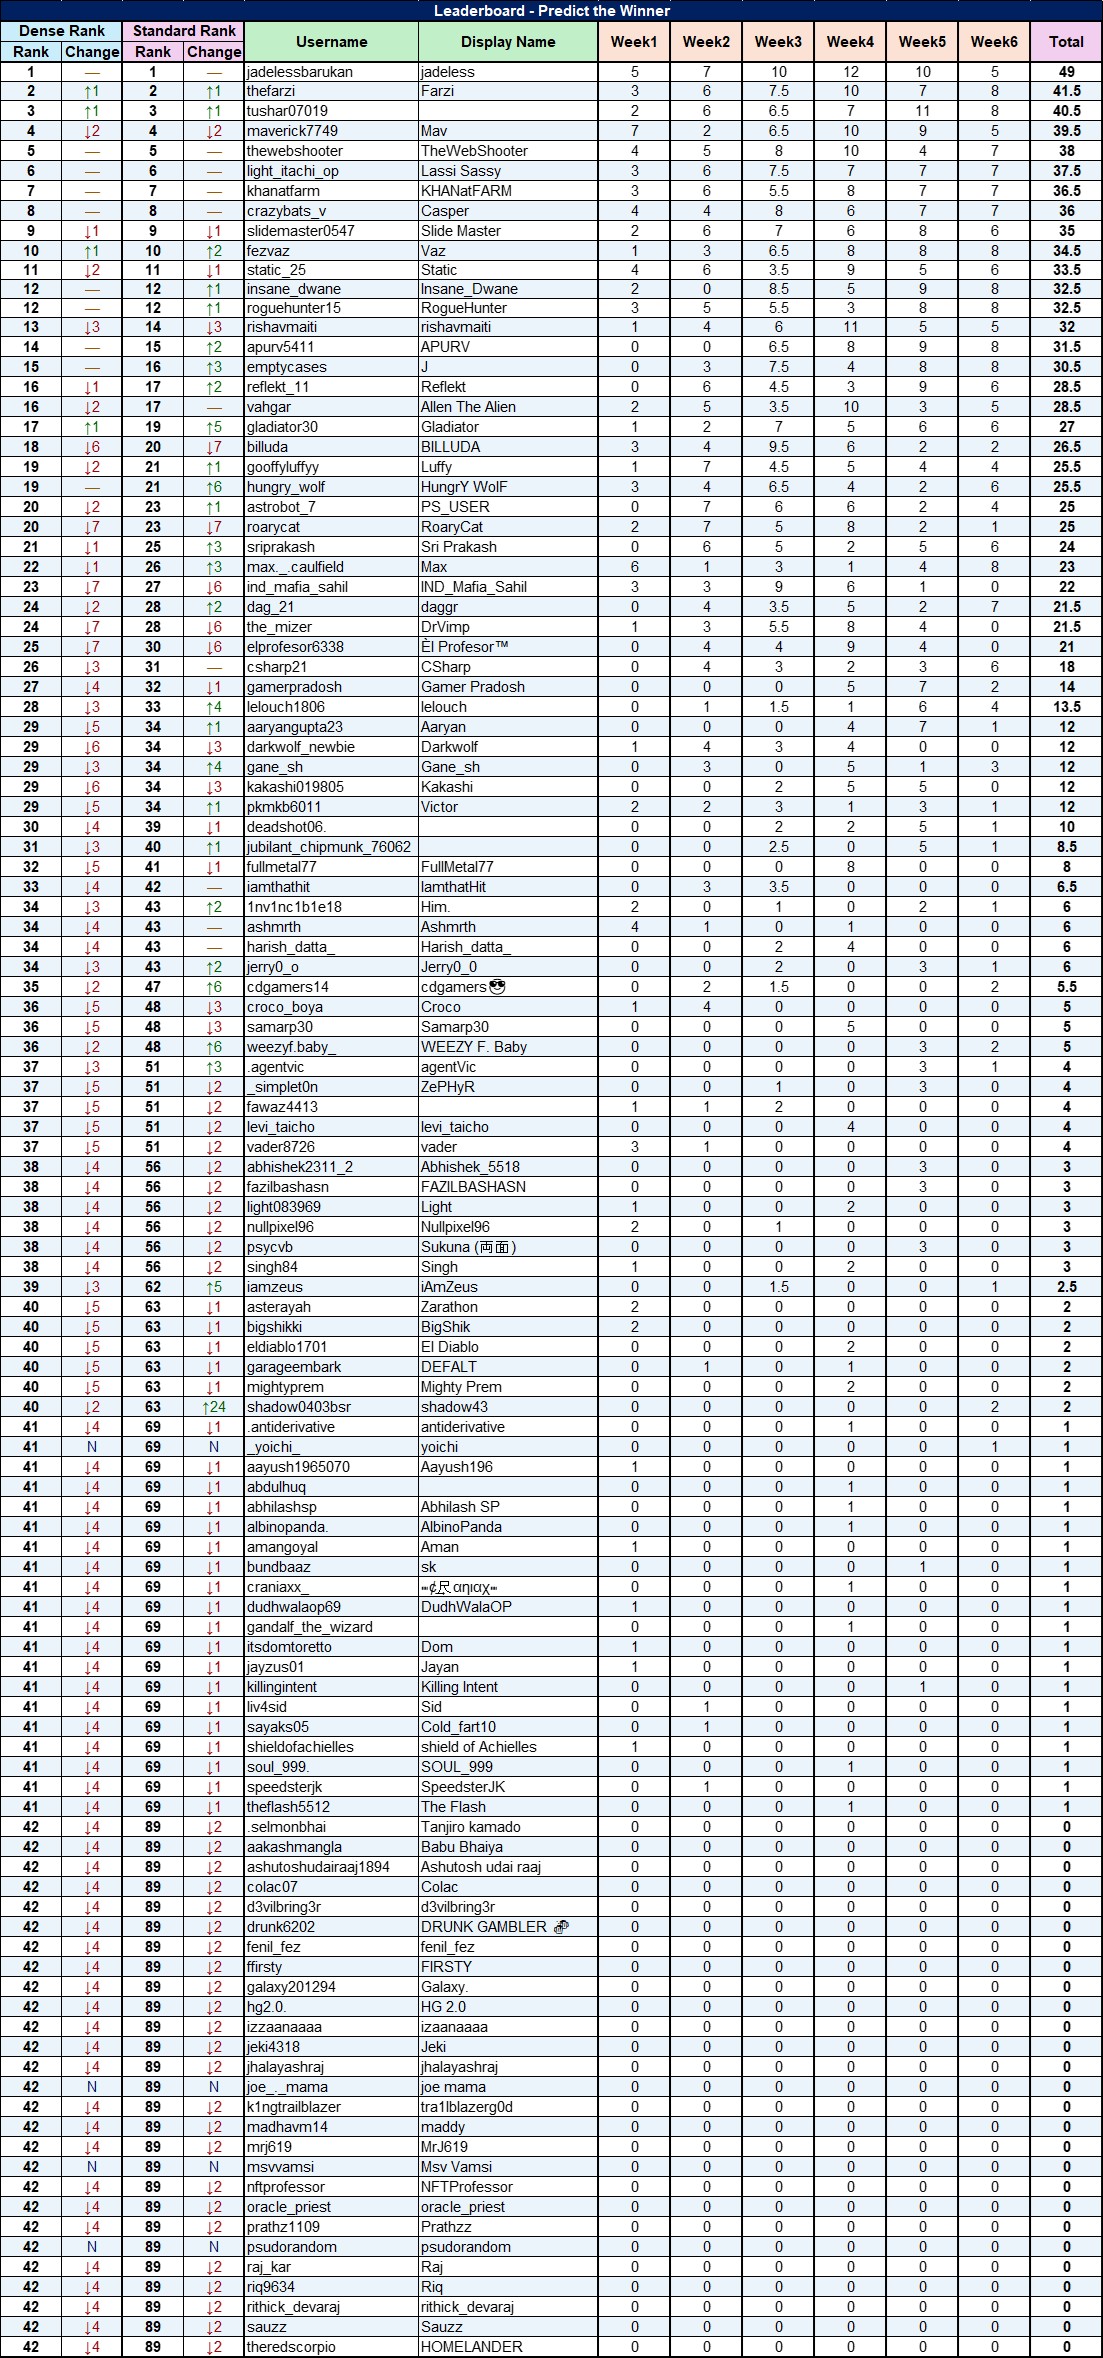 Leaderboard - Predict the Winner
Dense Rank Standard Rank Username Display Name Week1 Week2 Week3 Week4 Week5 Week6 Total
Rank Change Rank Change
1 — 1 — jadelessbarukan jadeless 5 7 10 12 10 5 49
2 ↑1 2 ↑1 thefarzi Farzi 3 6 7.5 10 7 8 41.5
3 ↑1 3 ↑1 tushar07019 2 6 6.5 7 11 8 40.5
4 ↓2 4 ↓2 maverick7749 Mav 7 2 6.5 10 9 5 39.5
5 — 5 — thewebshooter TheWebShooter 4 5 8 10 4 7 38
6 — 6 — light_itachi_op Lassi Sassy 3 6 7.5 7 7 7 37.5
7 — 7 — khanatfarm KHANatFARM 3 6 5.5 8 7 7 36.5
8 — 8 — crazybats_v Casper 4 4 8 6 7 7 36
9 ↓1 9 ↓1 slidemaster0547 Slide Master 2 6 7 6 8 6 35
10 ↑1 10 ↑2 fezvaz Vaz 1 3 6.5 8 8 8 34.5
11 ↓2 11 ↓1 static_25 Static 4 6 3.5 9 5 6 33.5
12 — 12 ↑1 insane_dwane Insane_Dwane 2 0 8.5 5 9 8 32.5
12 — 12 ↑1 roguehunter15 RogueHunter 3 5 5.5 3 8 8 32.5
13 ↓3 14 ↓3 rishavmaiti rishavmaiti 1 4 6 11 5 5 32
14 — 15 ↑2 apurv5411 APURV 0 0 6.5 8 9 8 31.5
15 — 16 ↑3 emptycases J 0 3 7.5 4 8 8 30.5
16 ↓1 17 ↑2 reflekt_11 Reflekt 0 6 4.5 3 9 6 28.5
16 ↓2 17 — vahgar Allen The Alien 2 5 3.5 10 3 5 28.5
17 ↑1 19 ↑5 gladiator30 Gladiator 1 2 7 5 6 6 27
18 ↓6 20 ↓7 billuda BILLUDA 3 4 9.5 6 2 2 26.5
19 ↓2 21 ↑1 gooffyluffyy Luffy 1 7 4.5 5 4 4 25.5
19 — 21 ↑6 hungry_wolf HungrY WolF 3 4 6.5 4 2 6 25.5
20 ↓2 23 ↑1 astrobot_7 PS_USER 0 7 6 6 2 4 25
20 ↓7 23 ↓7 roarycat RoaryCat 2 7 5 8 2 1 25
21 ↓1 25 ↑3 sriprakash Sri Prakash 0 6 5 2 5 6 24
22 ↓1 26 ↑3 max._.caulfield Max 6 1 3 1 4 8 23
23 ↓7 27 ↓6 ind_mafia_sahil IND_Mafia_Sahil 3 3 9 6 1 0 22
24 ↓2 28 ↑2 dag_21 daggr 0 4 3.5 5 2 7 21.5
24 ↓7 28 ↓6 the_mizer DrVimp 1 3 5.5 8 4 0 21.5
25 ↓7 30 ↓6 elprofesor6338 Èl Profesor™ 0 4 4 9 4 0 21
26 ↓3 31 — csharp21 CSharp 0 4 3 2 3 6 18
27 ↓4 32 ↓1 gamerpradosh Gamer Pradosh 0 0 0 5 7 2 14
28 ↓3 33 ↑4 lelouch1806 lelouch 0 1 1.5 1 6 4 13.5
29 ↓5 34 ↑1 aaryangupta23 Aaryan 0 0 0 4 7 1 12
29 ↓6 34 ↓3 darkwolf_newbie Darkwolf 1 4 3 4 0 0 12
29 ↓3 34 ↑4 gane_sh Gane_sh 0 3 0 5 1 3 12
29 ↓6 34 ↓3 kakashi019805 Kakashi 0 0 2 5 5 0 12
29 ↓5 34 ↑1 pkmkb6011 Victor 2 2 3 1 3 1 12
30 ↓4 39 ↓1 deadshot06. 0 0 2 2 5 1 10
31 ↓3 40 ↑1 jubilant_chipmunk_76062 0 0 2.5 0 5 1 8.5
32 ↓5 41 ↓1 fullmetal77 FullMetal77 0 0 0 8 0 0 8
33 ↓4 42 — iamthathit IamthatHit 0 3 3.5 0 0 0 6.5
34 ↓3 43 ↑2 1nv1nc1b1e18 Him. 2 0 1 0 2 1 6
34 ↓4 43 — ashmrth Ashmrth 4 1 0 1 0 0 6
34 ↓4 43 — harish_datta_ Harish_datta_ 0 0 2 4 0 0 6
34 ↓3 43 ↑2 jerry0_o Jerry0_0 0 0 2 0 3 1 6
35 ↓2 47 ↑6 cdgamers14 cdgamers😎 0 2 1.5 0 0 2 5.5
36 ↓5 48 ↓3 croco_boya Croco 1 4 0 0 0 0 5
36 ↓5 48 ↓3 samarp30 Samarp30 0 0 0 5 0 0 5
36 ↓2 48 ↑6 weezyf.baby_ WEEZY F. Baby 0 0 0 0 3 2 5
37 ↓3 51 ↑3 .agentvic agentVic 0 0 0 0 3 1 4
37 ↓5 51 ↓2 _simplet0n ZePHyR 0 0 1 0 3 0 4
37 ↓5 51 ↓2 fawaz4413 1 1 2 0 0 0 4
37 ↓5 51 ↓2 levi_taicho levi_taicho 0 0 0 4 0 0 4
37 ↓5 51 ↓2 vader8726 vader 3 1 0 0 0 0 4
38 ↓4 56 ↓2 abhishek2311_2 Abhishek_5518 0 0 0 0 3 0 3
38 ↓4 56 ↓2 fazilbashasn FAZILBASHASN 0 0 0 0 3 0 3
38 ↓4 56 ↓2 light083969 Light 1 0 0 2 0 0 3
38 ↓4 56 ↓2 nullpixel96 Nullpixel96 2 0 1 0 0 0 3
38 ↓4 56 ↓2 psycvb Sukuna (両面) 0 0 0 0 3 0 3
38 ↓4 56 ↓2 singh84 Singh 1 0 0 2 0 0 3
39 ↓3 62 ↑5 iamzeus iAmZeus 0 0 1.5 0 0 1 2.5
40 ↓5 63 ↓1 asterayah Zarathon 2 0 0 0 0 0 2
40 ↓5 63 ↓1 bigshikki BigShik 2 0 0 0 0 0 2
40 ↓5 63 ↓1 eldiablo1701 El Diablo 0 0 0 2 0 0 2
40 ↓5 63 ↓1 garageembark DEFALT 0 1 0 1 0 0 2
40 ↓5 63 ↓1 mightyprem Mighty Prem 0 0 0 2 0 0 2
40 ↓2 63 ↑24 shadow0403bsr shadow43 0 0 0 0 0 2 2
41 ↓4 69 ↓1 .antiderivative antiderivative 0 0 0 1 0 0 1
41 N 69 N _yoichi_ yoichi 0 0 0 0 0 1 1
41 ↓4 69 ↓1 aayush1965070 Aayush196 1 0 0 0 0 0 1
41 ↓4 69 ↓1 abdulhuq 0 0 0 1 0 0 1
41 ↓4 69 ↓1 abhilashsp Abhilash SP 0 0 0 1 0 0 1
41 ↓4 69 ↓1 albinopanda. AlbinoPanda 0 0 0 1 0 0 1
41 ↓4 69 ↓1 amangoyal Aman 1 0 0 0 0 0 1
41 ↓4 69 ↓1 bundbaaz sk 0 0 0 0 1 0 1
41 ↓4 69 ↓1 craniaxx_ 0 0 0 1 0 0 1
41 ↓4 69 ↓1 dudhwalaop69 DudhWalaOP 1 0 0 0 0 0 1
41 ↓4 69 ↓1 gandalf_the_wizard 0 0 0 1 0 0 1
41 ↓4 69 ↓1 itsdomtoretto Dom 1 0 0 0 0 0 1
41 ↓4 69 ↓1 jayzus01 Jayan 1 0 0 0 0 0 1
41 ↓4 69 ↓1 killingintent Killing Intent 0 0 0 0 1 0 1
41 ↓4 69 ↓1 liv4sid Sid 0 1 0 0 0 0 1
41 ↓4 69 ↓1 sayaks05 Cold_fart10 0 1 0 0 0 0 1
41 ↓4 69 ↓1 shieldofachielles shield of Achielles 1 0 0 0 0 0 1
41 ↓4 69 ↓1 soul_999. SOUL_999 0 0 0 1 0 0 1
41 ↓4 69 ↓1 speedsterjk SpeedsterJK 0 1 0 0 0 0 1
41 ↓4 69 ↓1 theflash5512 The Flash 0 0 0 1 0 0 1
42 ↓4 89 ↓2 .selmonbhai Tanjiro kamado 0 0 0 0 0 0 0
42 ↓4 89 ↓2 aakashmangla Babu Bhaiya 0 0 0 0 0 0 0
42 ↓4 89 ↓2 ashutoshudairaaj1894 Ashutosh udai raaj 0 0 0 0 0 0 0
42 ↓4 89 ↓2 colac07 Colac 0 0 0 0 0 0 0
42 ↓4 89 ↓2 d3vilbring3r d3vilbring3r 0 0 0 0 0 0 0
42 ↓4 89 ↓2 drunk6202 DRUNK GAMBLER 0 0 0 0 0 0 0
42 ↓4 89 ↓2 fenil_fez fenil_fez 0 0 0 0 0 0 0
42 ↓4 89 ↓2 ffirsty FIRSTY 0 0 0 0 0 0 0
42 ↓4 89 ↓2 galaxy201294 Galaxy. 0 0 0 0 0 0 0
42 ↓4 89 ↓2 hg2.0. HG 2.0 0 0 0 0 0 0 0
42 ↓4 89 ↓2 izzaanaaaa izaanaaaa 0 0 0 0 0 0 0
42 ↓4 89 ↓2 jeki4318 Jeki 0 0 0 0 0 0 0
42 ↓4 89 ↓2 jhalayashraj jhalayashraj 0 0 0 0 0 0 0
42 N 89 N joe_._mama joe mama 0 0 0 0 0 0 0
42 ↓4 89 ↓2 k1ngtrailblazer tra1lblazerg0d 0 0 0 0 0 0 0
42 ↓4 89 ↓2 madhavm14 maddy 0 0 0 0 0 0 0
42 ↓4 89 ↓2 mrj619 MrJ619 0 0 0 0 0 0 0
42 N 89 N msvvamsi Msv Vamsi 0 0 0 0 0 0 0
42 ↓4 89 ↓2 nftprofessor NFTProfessor 0 0 0 0 0 0 0
42 ↓4 89 ↓2 oracle_priest oracle_priest 0 0 0 0 0 0 0
42 ↓4 89 ↓2 prathz1109 Prathzz 0 0 0 0 0 0 0
42 N 89 N psudorandom psudorandom 0 0 0 0 0 0 0
42 ↓4 89 ↓2 raj_kar Raj 0 0 0 0 0 0 0
42 ↓4 89 ↓2 riq9634 Riq 0 0 0 0 0 0 0
42 ↓4 89 ↓2 rithick_devaraj rithick_devaraj 0 0 0 0 0 0 0
42 ↓4 89 ↓2 sauzz Sauzz 0 0 0 0 0 0 0
42 ↓4 89 ↓2 theredscorpio HOMELANDER 0 0 0 0 0 0 0